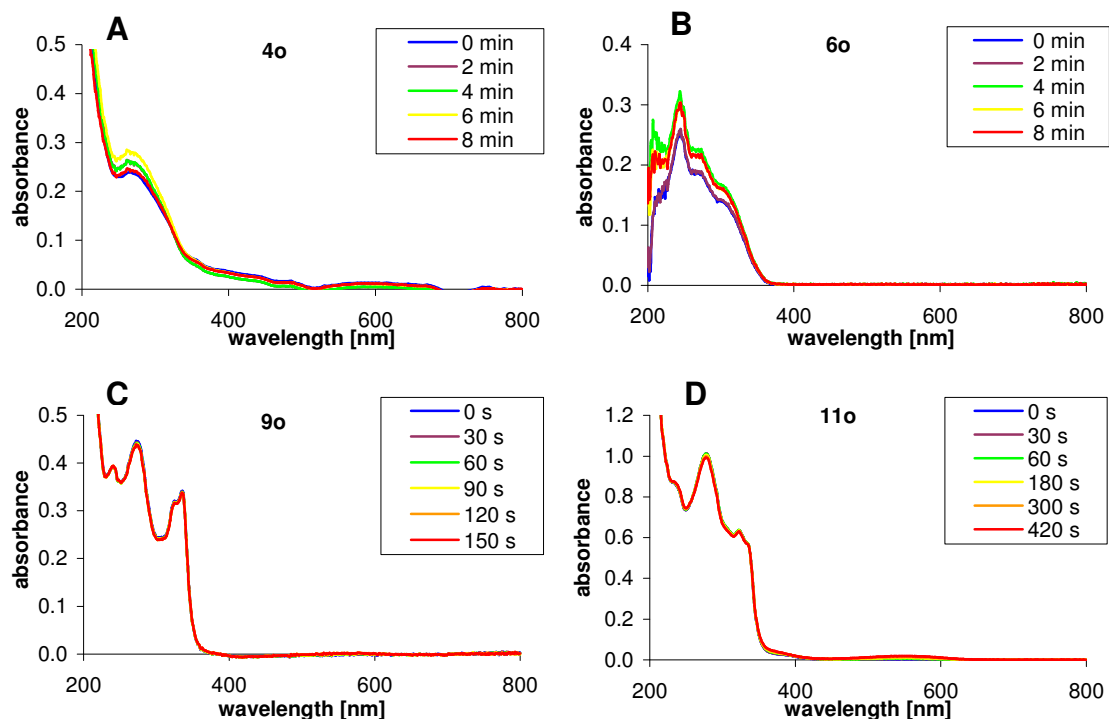 A
4o
0 min
2 min
4 min
6 min
8 min
absorbance
0.5
0.4
0.3
0.2
0.1
0.0
200
400
600
800
wavelength [nm]
B
6o
0 min
2 min
4 min
6 min
8 min
absorbance
0.4
0.3
0.2
0.1
0.0
200
400
600
800
wavelength [nm]
C
9o
0 s
30 s
60 s
90 s
120 s
150 s
absorbance
0.5
0.4
0.3
0.2
0.1
0.0
200
400
600
800
wavelength [nm]
D
11o
0 s
30 s
60 s
180 s
300 s
420 s
absorbance
1.2
1.0
0.8
0.6
0.4
0.2
0.0
200
400
600
800
wavelength [nm]